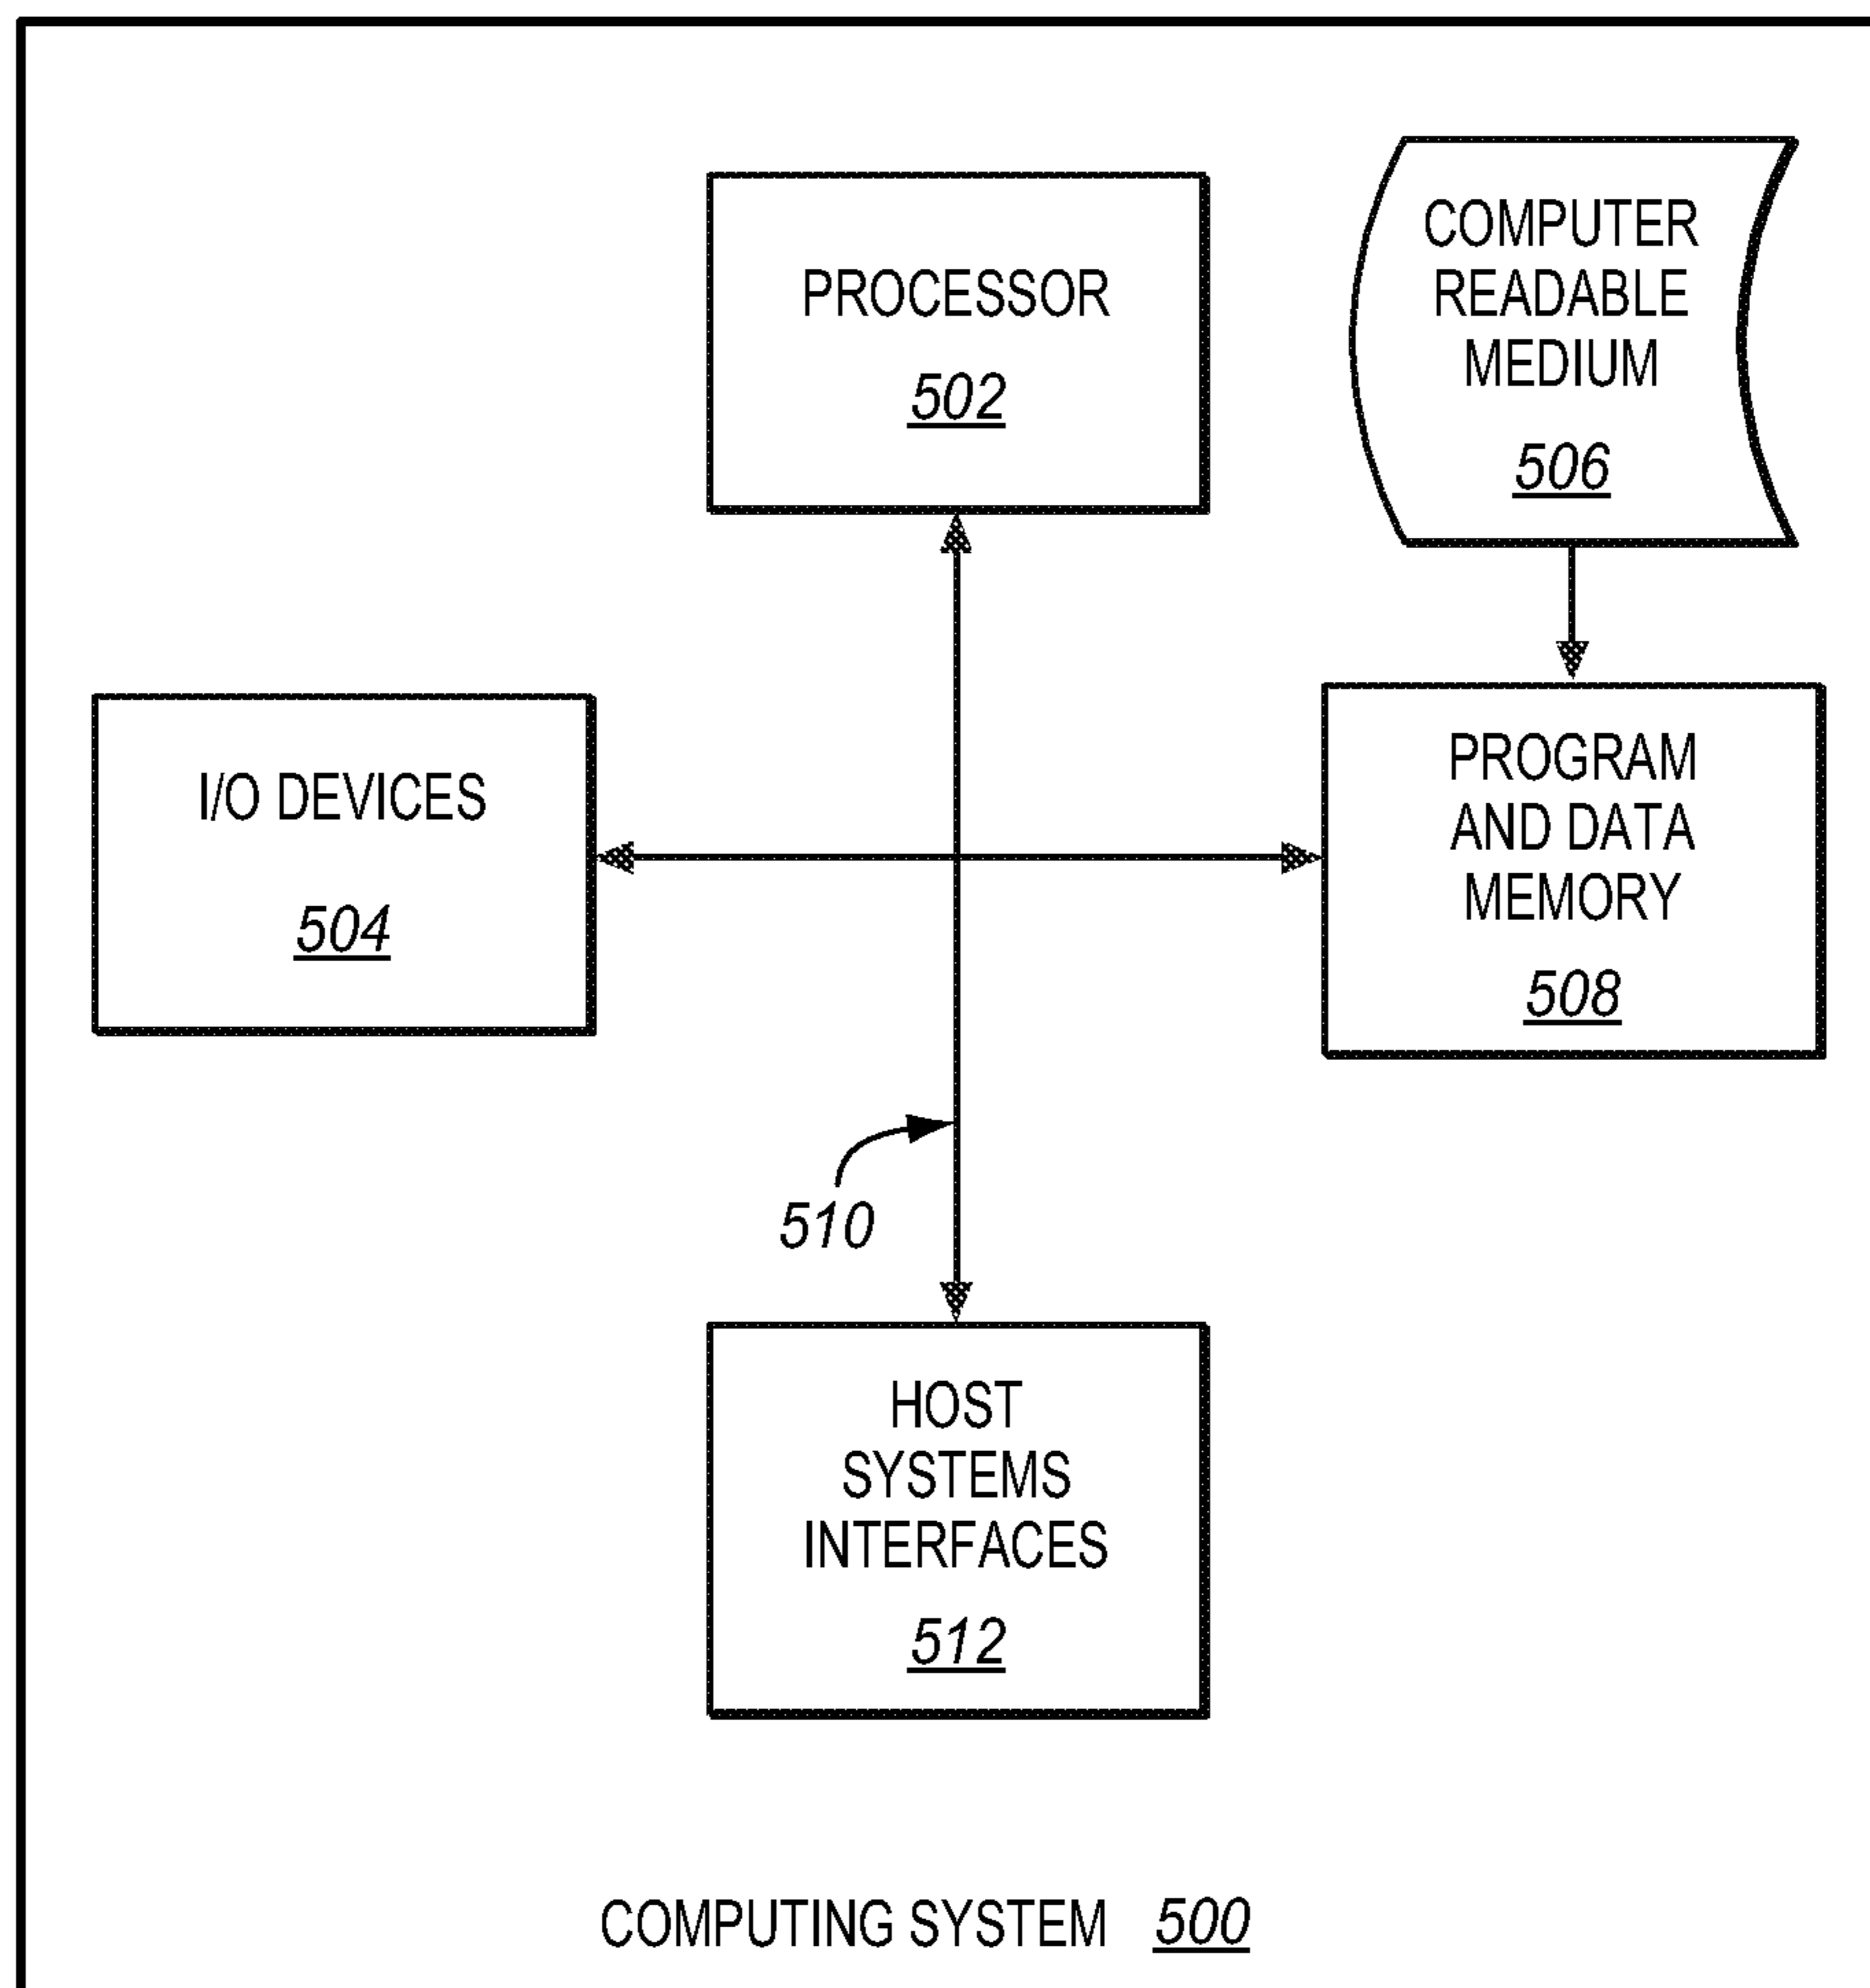 PROCESSOR
502
COMPUTER
READABLE
MEDIUM
506
I/O DEVICES
504
PROGRAM
AND DATA
MEMORY
508
510
HOST
SYSTEMS
INTERFACES
512
COMPUTING SYSTEM 500